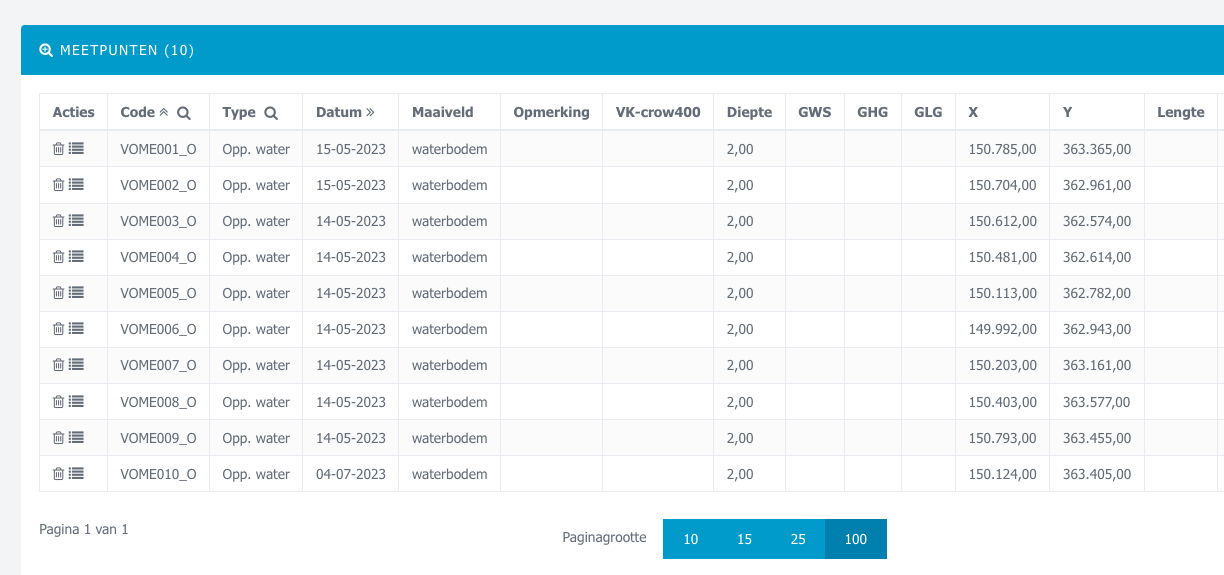 MEETPUNTEN (10)
Acties Code Type Datum Maaiveld Opmerking VK-crow400 Diepte GWS GHG GLG X Y Lengte
VOME001_O Opp. water 15-05-2023 waterbodem 2,00 150.785,00 363.365,00
VOME002_O Opp. water 15-05-2023 waterbodem 2,00 150.704,00 362.961,00
VOME003_O Opp. water 14-05-2023 waterbodem 2,00 150.612,00 362.574,00
VOME004_O Opp. water 14-05-2023 waterbodem 2,00 150.481,00 362.614,00
VOME005_O Opp. water 14-05-2023 waterbodem 2,00 150.113,00 362.782,00
VOME006_O Opp. water 14-05-2023 waterbodem 2,00 149.992,00 362.943,00
VOME007_O Opp. water 14-05-2023 waterbodem 2,00 150.203,00 363.161,00
VOME008_O Opp. water 14-05-2023 waterbodem 2,00 150.403,00 363.577,00
VOME009_O Opp. water 14-05-2023 waterbodem 2,00 150.793,00 363.455,00
VOME010_O Opp. water 04-07-2023 waterbodem 2,00 150.124,00 363.405,00
Pagina 1 van 1
Paginagrootte 10 15 25 100